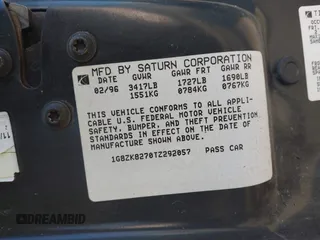 MFD BY SATURN CORPORATION
DATE GVWR GAWR FRT GAWR RR
02/96 3417LB 1727LB 1690LB
1551KG 0784KG 0767KG
THIS VEHICLE CONFORMS TO ALL APPLI-
CABLE U.S. FEDERAL MOTOR VEHICLE
SAFETY, BUMPER, AND THEFT PREVENTION
STANDARDS IN EFFECT ON THE DATE OF
MANUFACTURE SHOWN ABOVE.
1G8ZK8270TZ292057 PASS CAR
DREAMBID